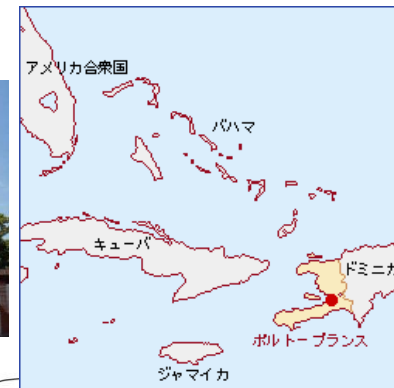 アメリカ合衆国
バハマ
キューバ
ドミニカ
ポルトープランス
ジャマイカ